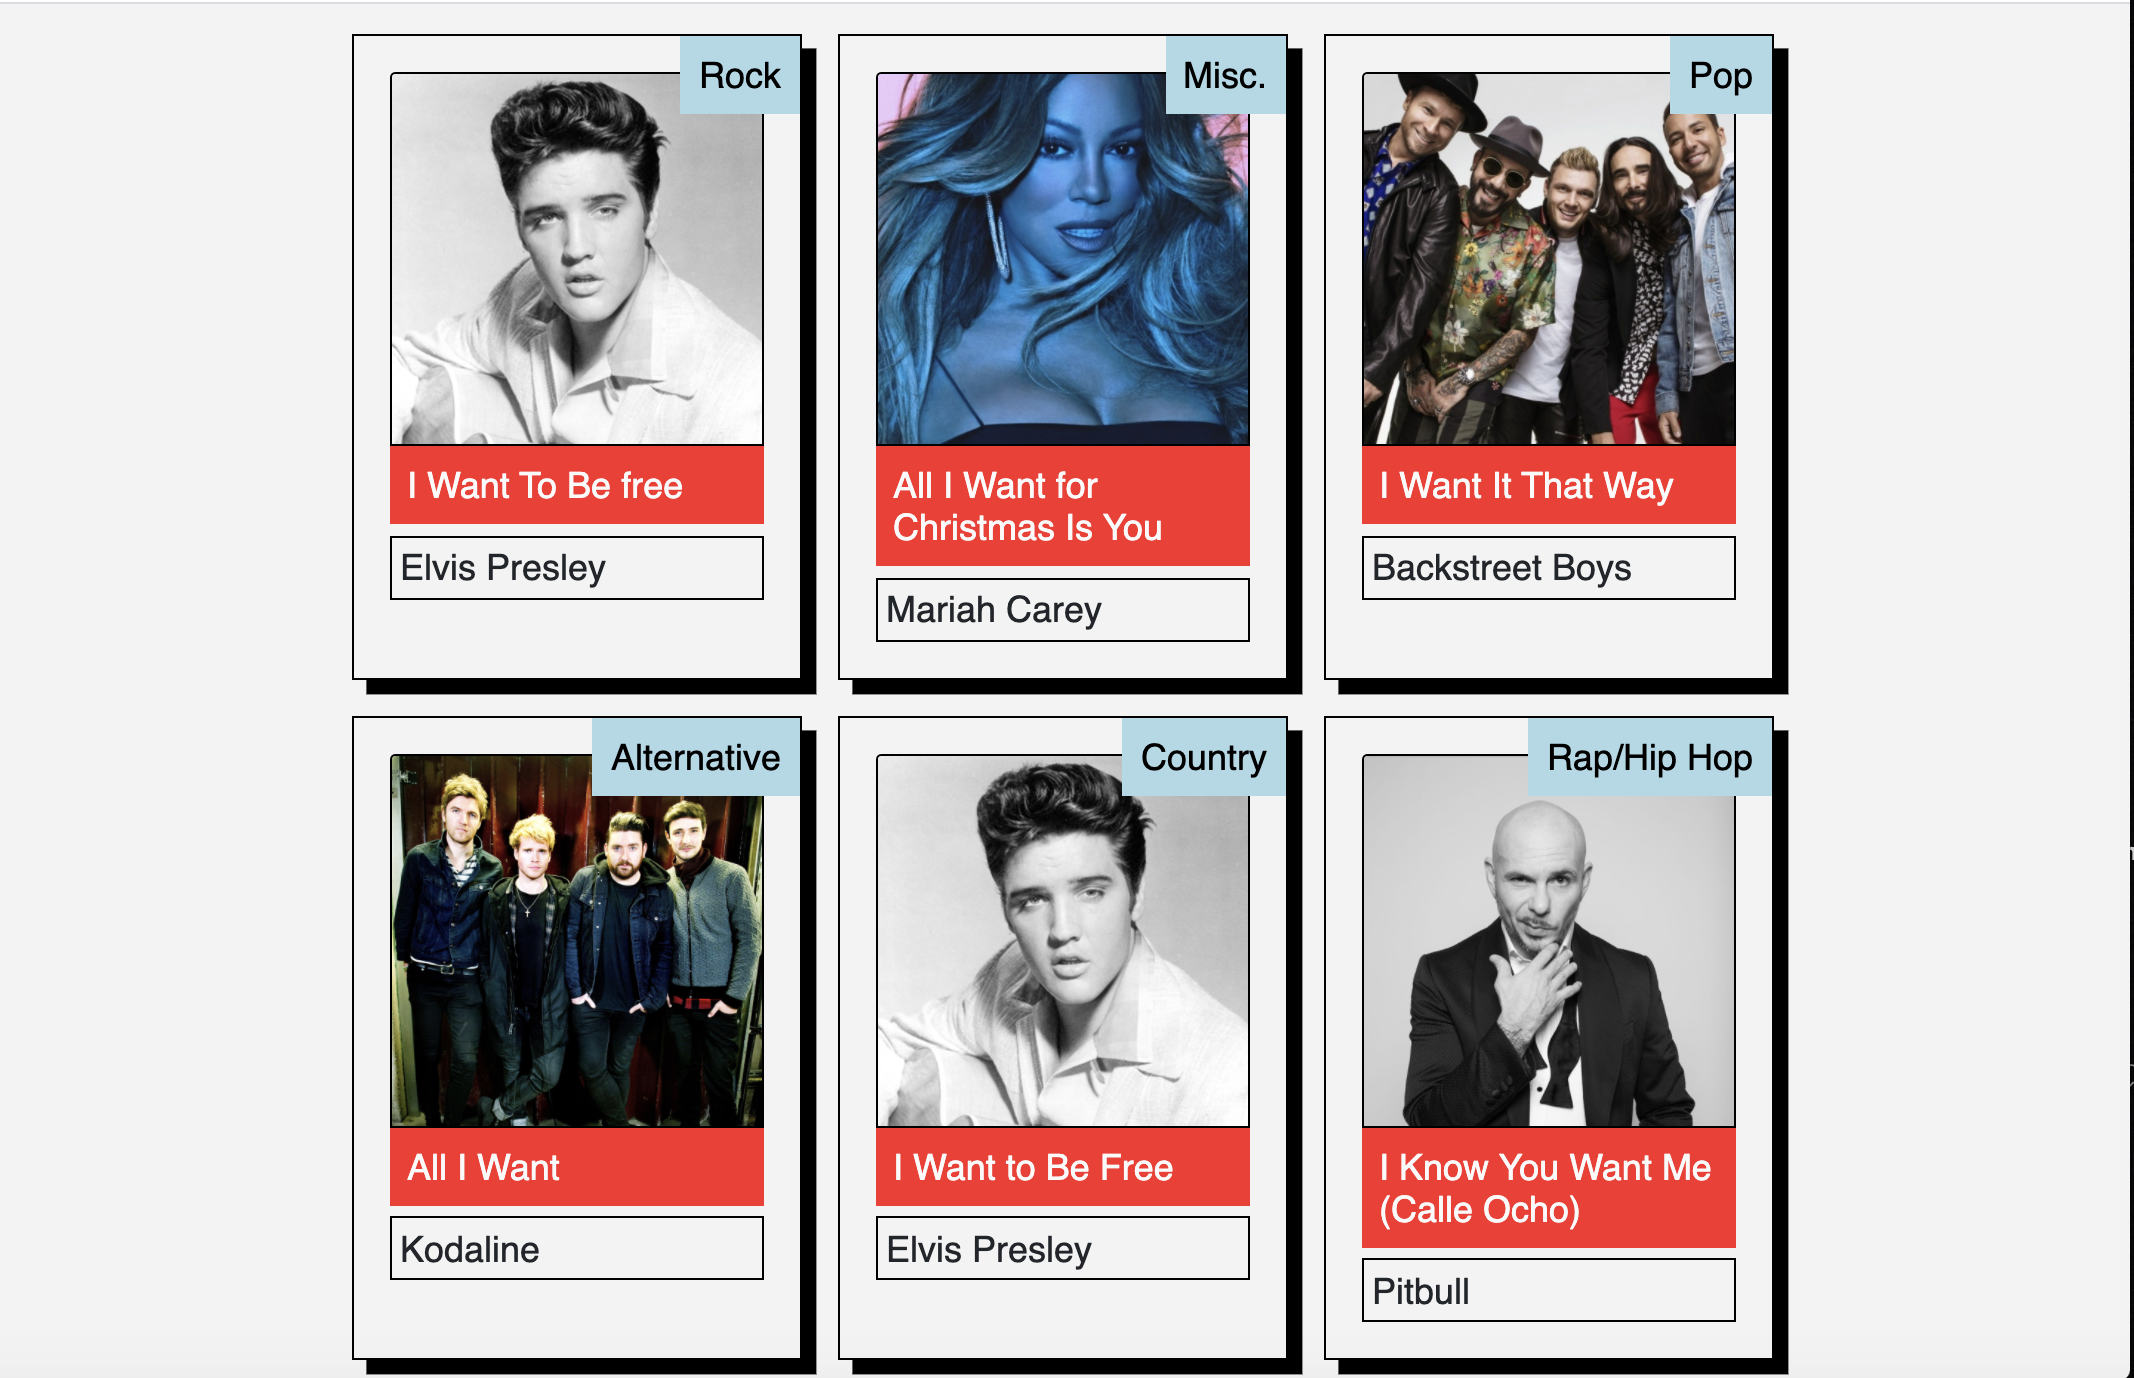 Rock
I Want To Be free
Elvis Presley
Misc.
All I Want for
Christmas Is You
Mariah Carey
Pop
I Want It That Way
Backstreet Boys
Alternative
All I Want
Kodaline
Country
I Want to Be Free
Elvis Presley
Rap/Hip Hop
I Know You Want Me
(Calle Ocho)
Pitbull